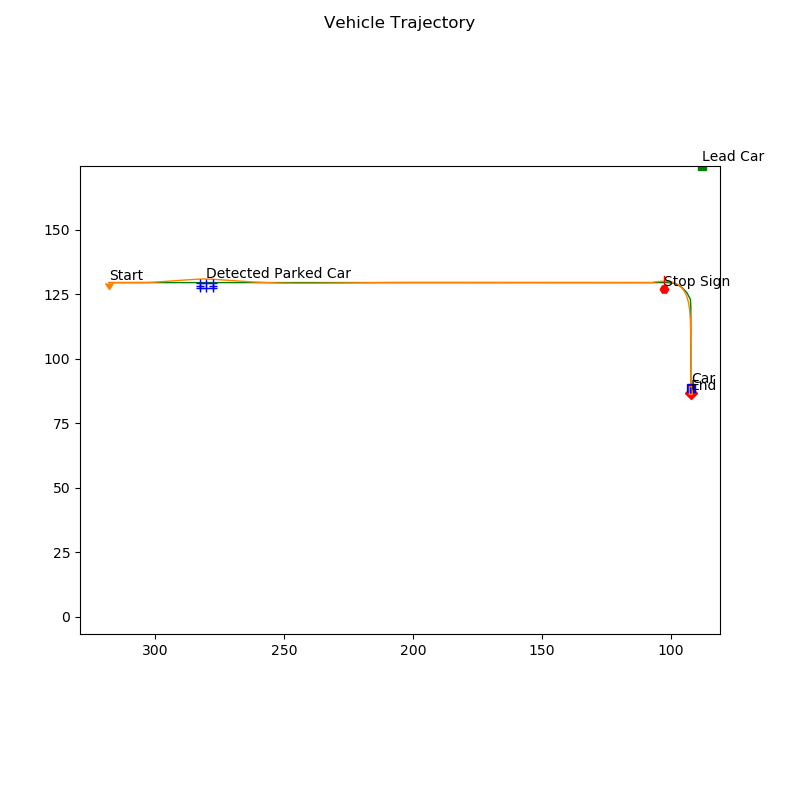 Vehicle Trajectory
Lead Car
150
Start
Detected Parked Car
Stop Sign
125
100
Car
End
75
50
25
0
300
250
200
150
100